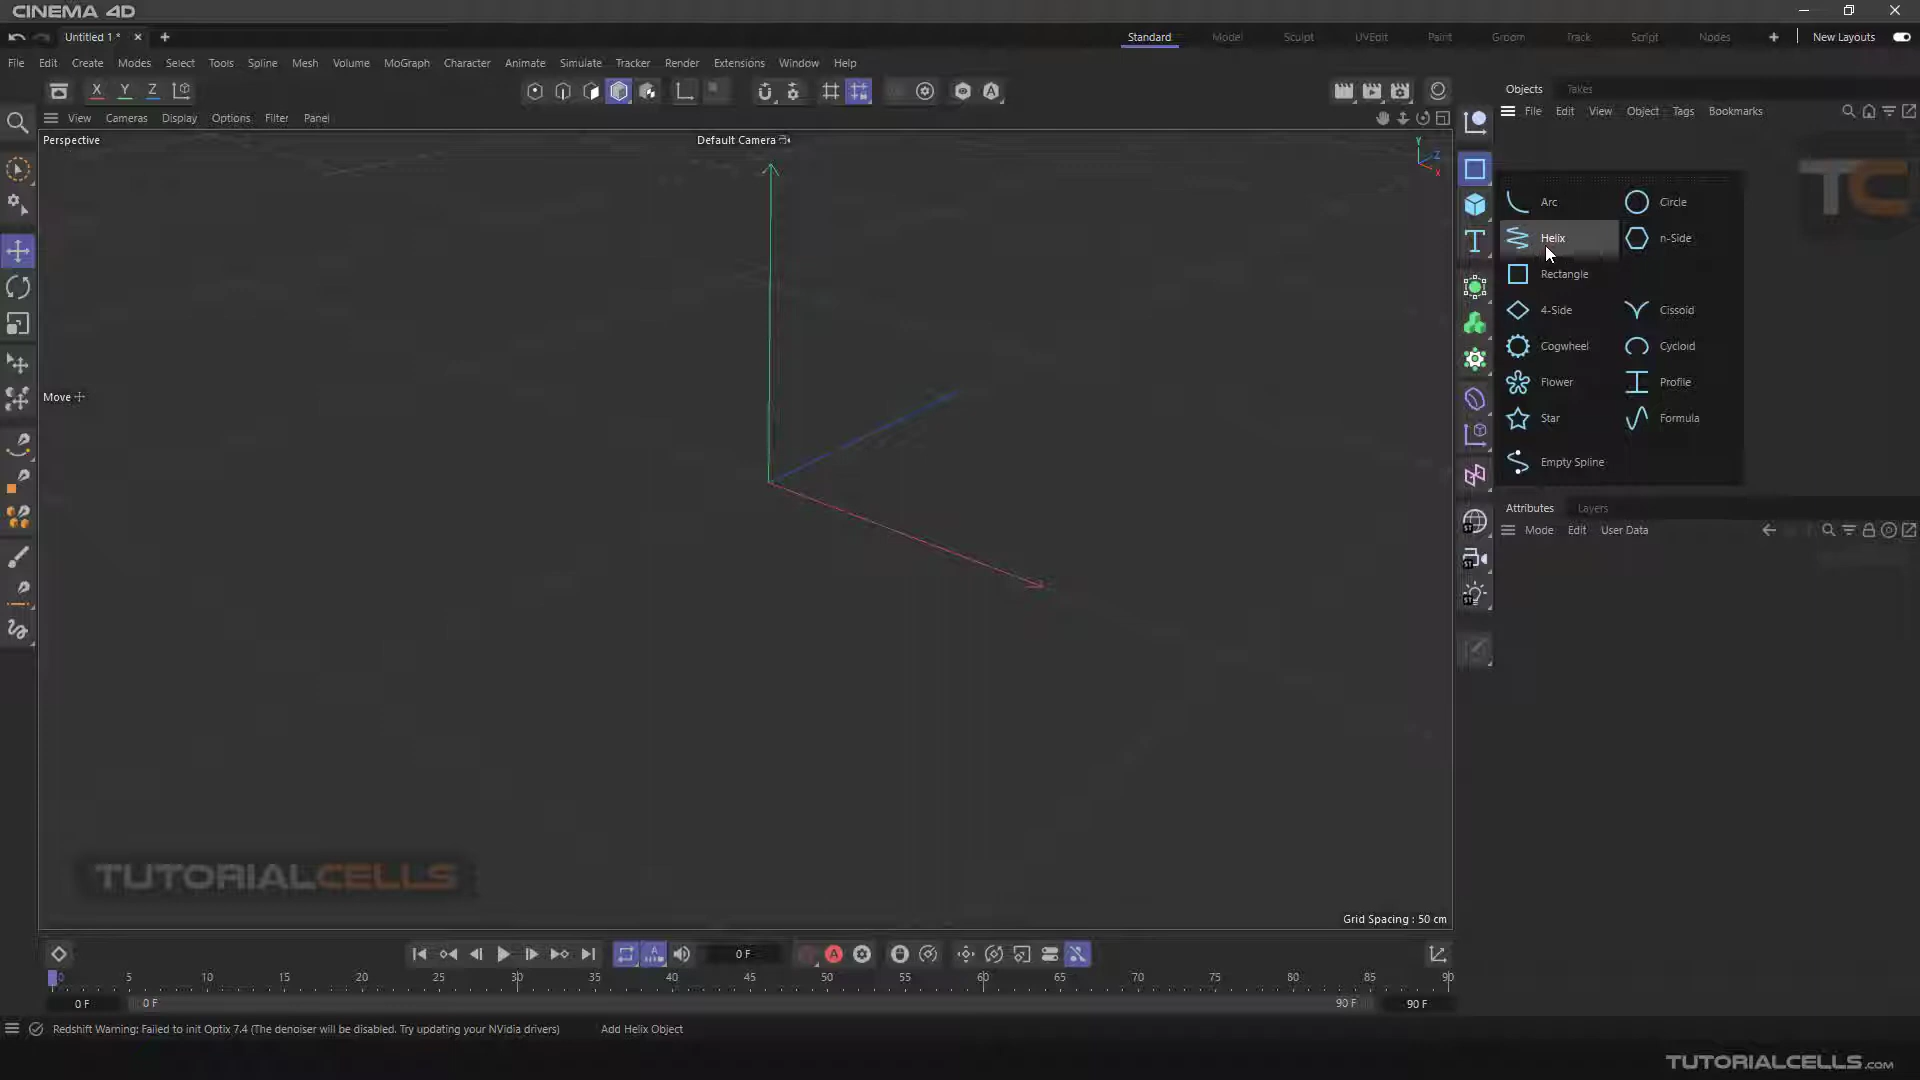 CINEMA 4D
Untitled 1 *
Standard Model Sculpt UVEdit Paint Groom Track Script Nodes New Layouts
File Edit Create Modes Select Tools Spline Mesh Volume MoGraph Character Animate Simulate Tracker Render Extensions Window Help
X Y Z
Objects Takes
File Edit View Object Tags Bookmarks
View Cameras Display Options Filter Panel
Perspective
Default Camera
Y
Z
X
TC
Arc Circle
Helix n-Side
Rectangle
4-Side Cissoid
Cogwheel Cycloid
Flower Profile
Star Formula
Empty Spline
Move
Attributes Layers
Mode Edit User Data
ST
ST
ST
TUTORIALCELLS
Grid Spacing : 50 cm
0 F
0 5 10 15 20 25 30 35 40 45 50 55 60 65 70 75 80 85 90
0 F 0 F 90 F 90 F
Redshift Warning: Failed to init Optix 7.4 (The denoiser will be disabled. Try updating your NVidia drivers) Add Helix Object
TUTORIALCELLS.com